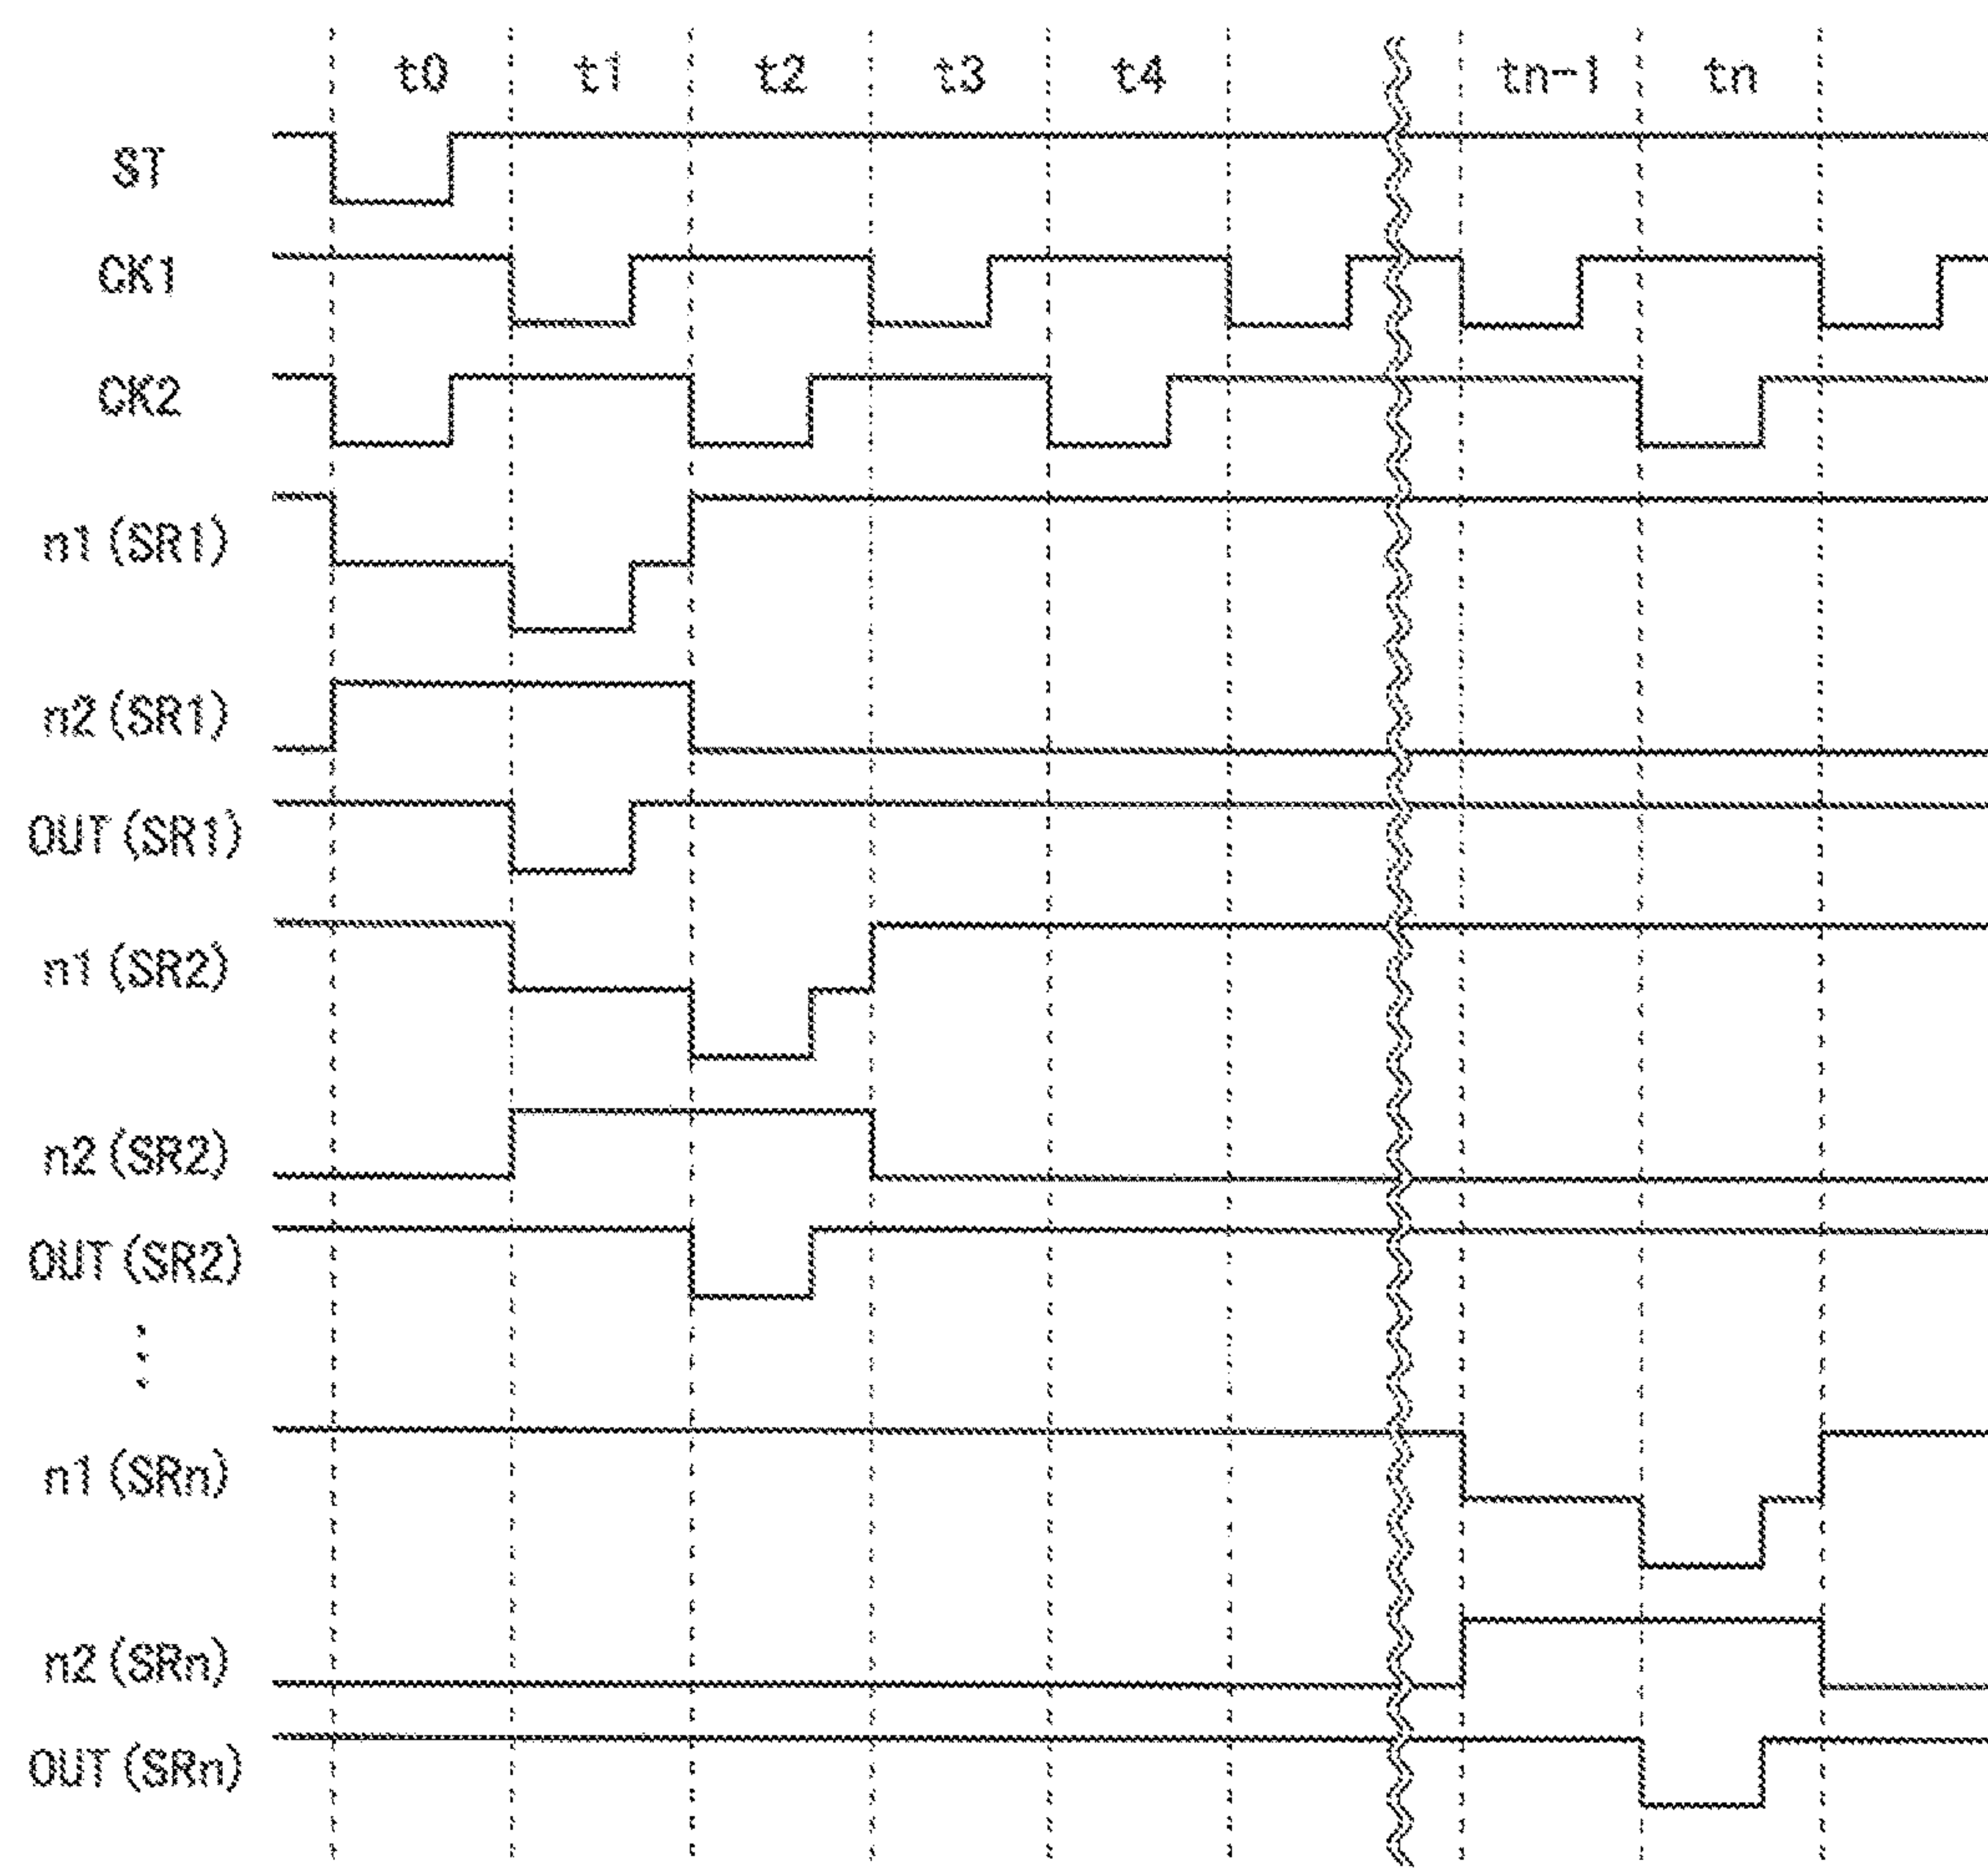 t0 t1 t2 t3 t4 tn-1 tn
ST
CK1
CK2
n1(SR1)
n2(SR1)
OUT(SR1)
n1(SR2)
n2(SR2)
OUT(SR2)
⋮
n1(SRn)
n2(SRn)
OUT(SRn)